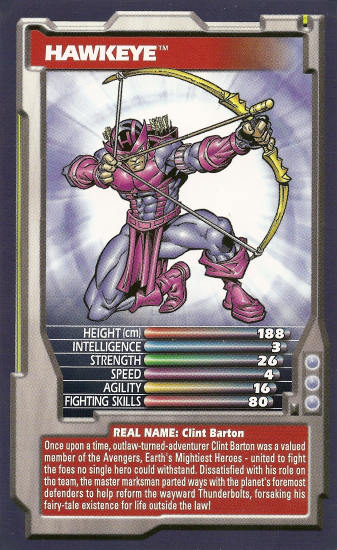 HAWKEYE™
HEIGHT (cm) 188
INTELLIGENCE 3
STRENGTH 26
SPEED 4
AGILITY 16
FIGHTING SKILLS 80
REAL NAME: Clint Barton
Once upon a time, outlaw-turned-adventurer Clint Barton was a valued
member of the Avengers, Earth's Mightiest Heroes - united to fight
the foes no single hero could withstand. Dissatisfied with his role on
the team, the master marksman parted ways with the planet's foremost
defenders to help reform the wayward Thunderbolts, forsaking his
fairy-tale existence for life outside the law!